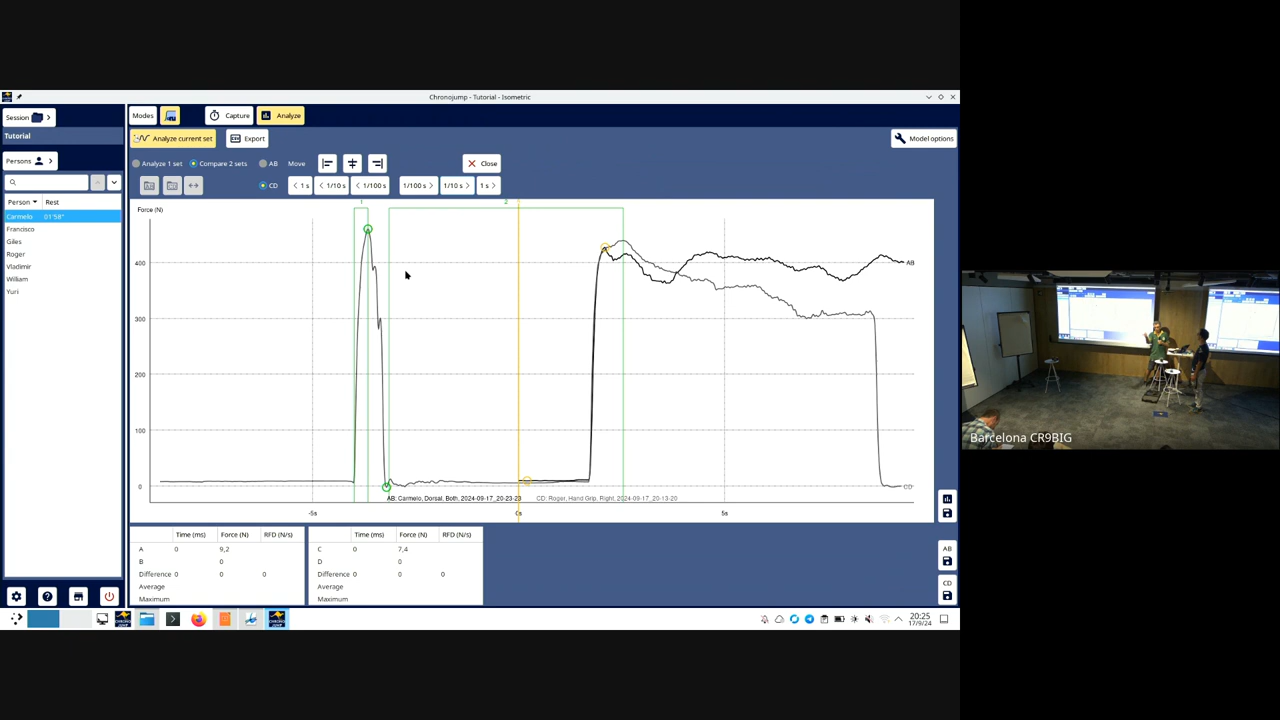 Chronojump - Tutorial - Isometric
Session
Modes
Capture
Analyze
Tutorial
Analyze current set
Export
Model options
Persons
Analyze 1 set
Compare 2 sets
AB
Move
Close
CD
< 1 s
< 1/10 s
< 1/100 s
1/100 s >
1/10 s >
1 s >
Person
Rest
Carmelo
01'58"
Francisco
Giles
Roger
Vladimir
William
Yuri
Force (N)
1
2
400
300
200
100
0
AB
CD
AB: Carmelo, Dorsal, Both, 2024-09-17_20-23-23
CD: Roger, Hand Grip, Right, 2024-09-17_20-13-20
-5s
0s
5s
Time (ms)
Force (N)
RFD (N/s)
A 0 9,2
B 0
Difference 0 0 0
Average
Maximum
Time (ms)
Force (N)
RFD (N/s)
C 0 7,4
D 0
Difference 0 0 0
Average
Maximum
AB
CD
20:25
17/9/24
Barcelona CR9BIG